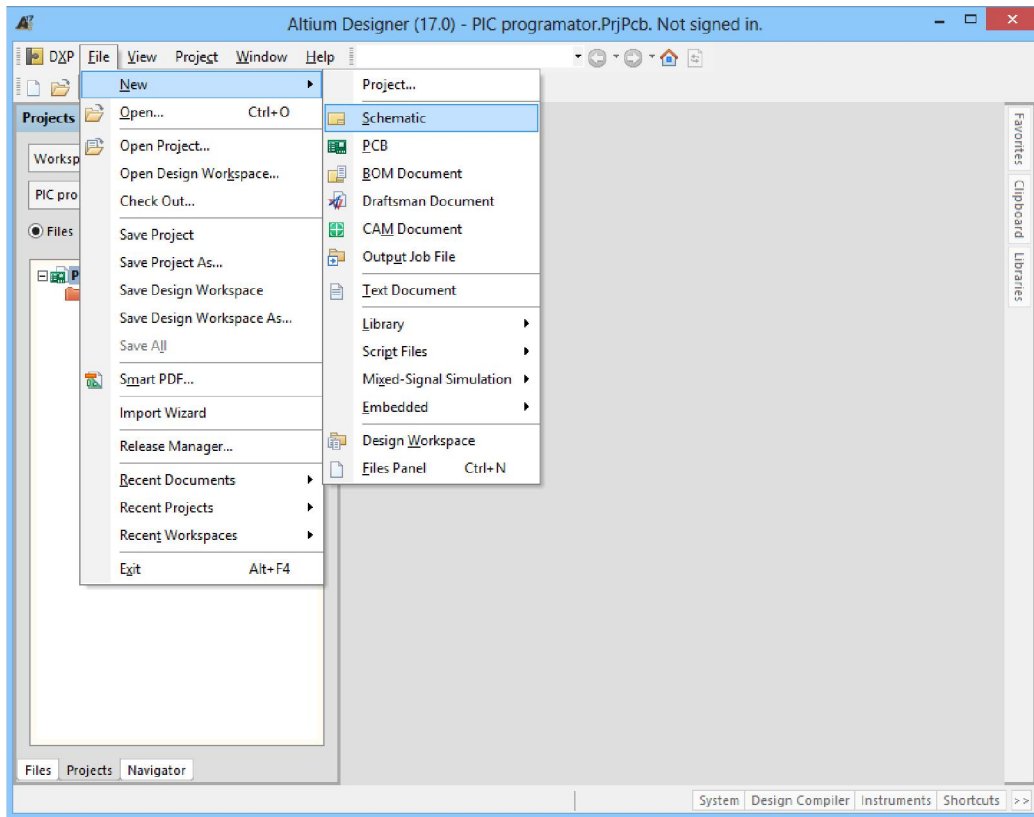 Altium Designer (17.0) - PIC programator.PrjPcb. Not signed in.
DXP File View Project Window Help
New
Open... Ctrl+O
Open Project...
Open Design Workspace...
Check Out...
Save Project
Save Project As...
Save Design Workspace
Save Design Workspace As...
Save All
Smart PDF...
Import Wizard
Release Manager...
Recent Documents
Recent Projects
Recent Workspaces
Exit Alt+F4
Project...
Schematic
PCB
BOM Document
Draftsman Document
CAM Document
Output Job File
Text Document
Library
Script Files
Mixed-Signal Simulation
Embedded
Design Workspace
Files Panel Ctrl+N
Projects
Worksp
PIC pro
Files
P
Favorites
Clipboard
Libraries
Files Projects Navigator
System Design Compiler Instruments Shortcuts >>